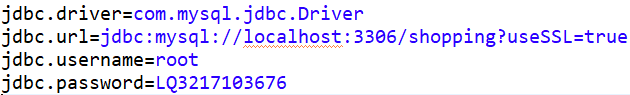 jdbc.driver=com.mysql.jdbc.Driver
jdbc.url=jdbc:mysql://localhost:3306/shopping?useSSL=true
jdbc.username=root
jdbc.password=LQ3217103676